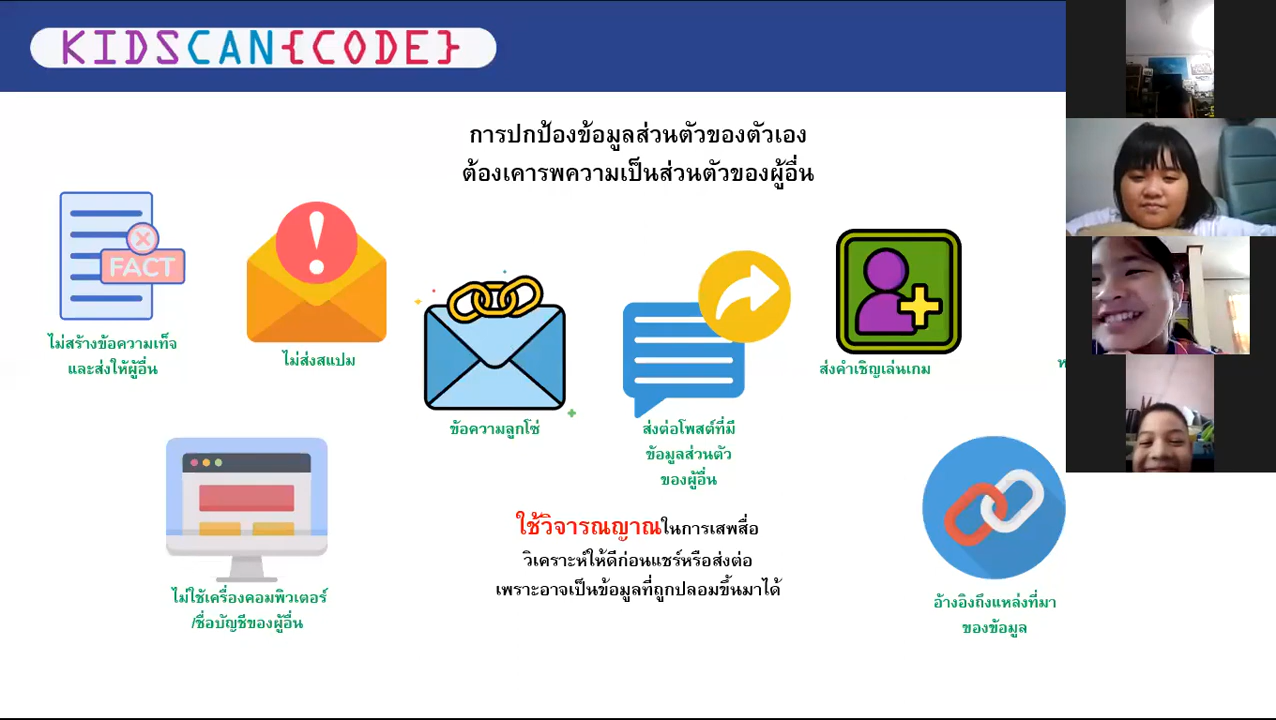 KIDSCAN{CODE}
การปกป้องข้อมูลส่วนตัวของตัวเอง
ต้องเคารพความเป็นส่วนตัวของผู้อื่น
FACT
ไม่สร้างข้อความเท็จ
และส่งให้ผู้อื่น
ไม่ส่งสแปม
ข้อความลูกโซ่
ส่งต่อโพสต์ที่มี
ข้อมูลส่วนตัว
ของผู้อื่น
ส่งคำเชิญเล่นเกม
ไม่ใช้เครื่องคอมพิวเตอร์
/ชื่อบัญชีของผู้อื่น
ใช้วิจารณญาณในการเสพสื่อ
วิเคราะห์ให้ดีก่อนแชร์หรือส่งต่อ
เพราะอาจเป็นข้อมูลที่ถูกปลอมขึ้นมาได้
อ้างอิงถึงแหล่งที่มา
ของข้อมูล